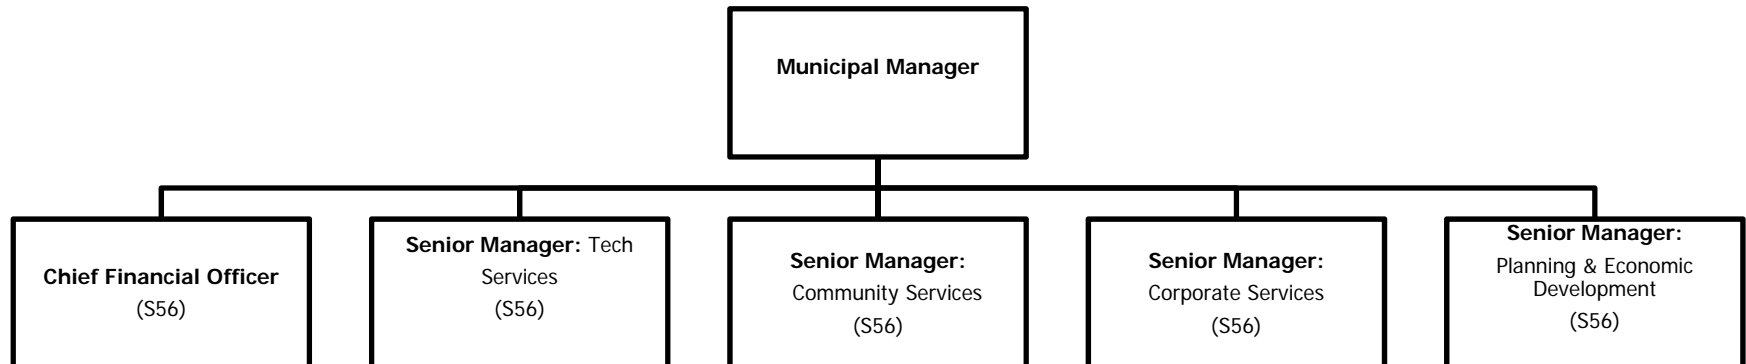 Municipal Manager
Chief Financial Officer
(S56)
Senior Manager: Tech
Services
(S56)
Senior Manager:
Community Services
(S56)
Senior Manager:
Corporate Services
(S56)
Senior Manager:
Planning & Economic
Development
(S56)